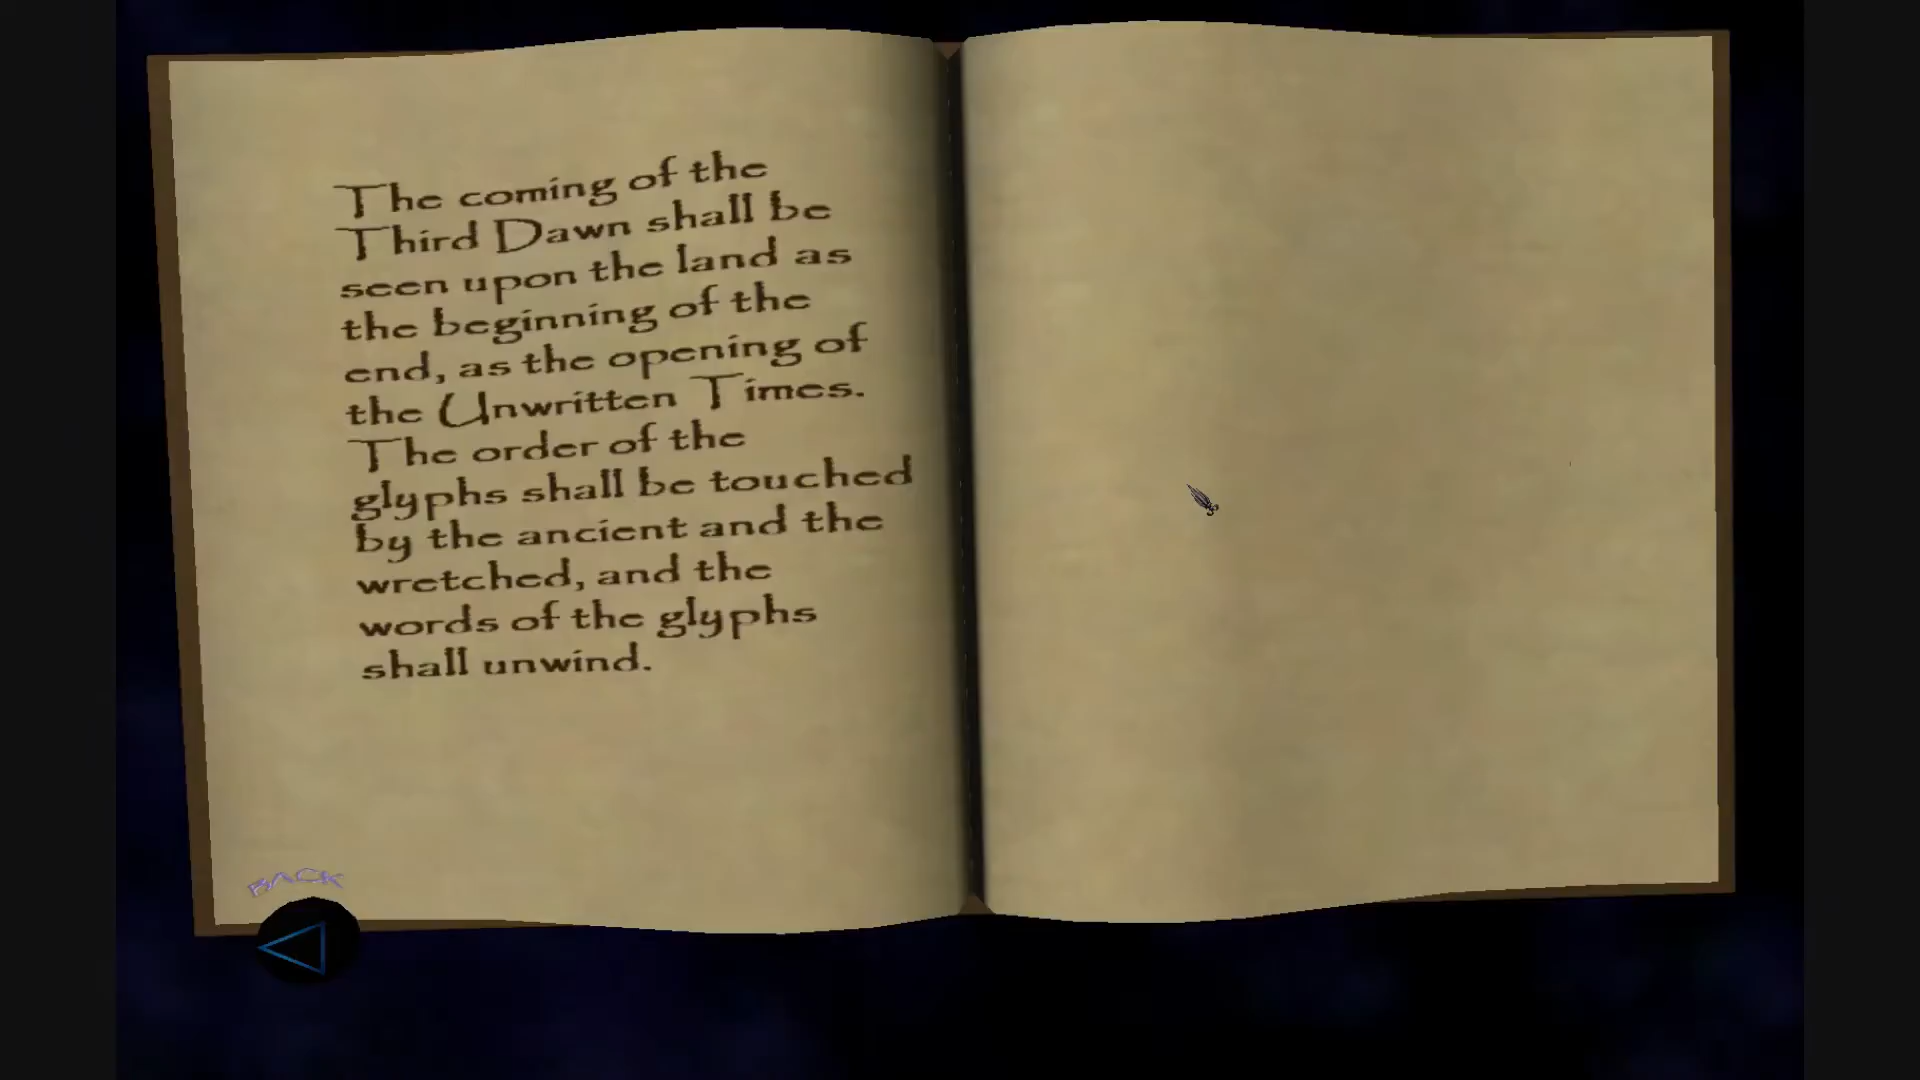 The coming of the
Third Dawn shall be
seen upon the land as
the beginning of the
end, as the opening of
the Unwritten Times.
The order of the
glyphs shall be touched
by the ancient and the
wretched, and the
words of the glyphs
shall unwind.
BACK